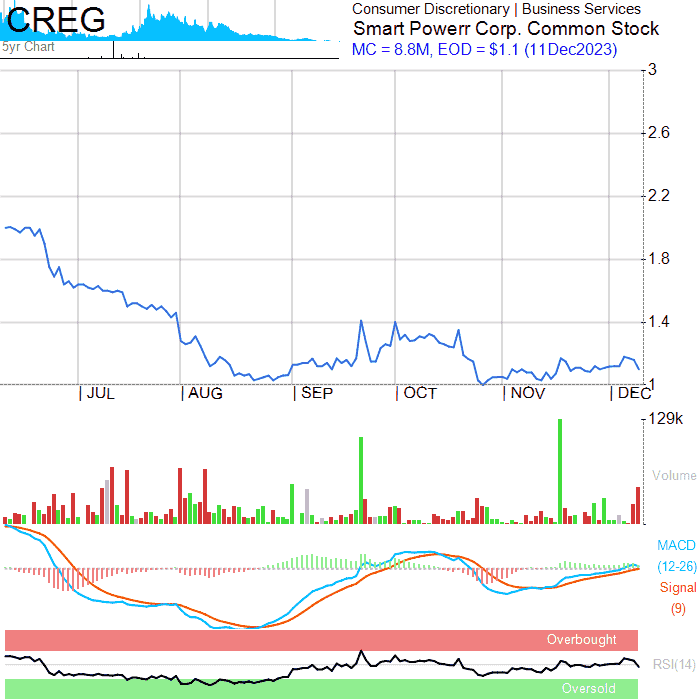 CREG
5yr Chart
Consumer Discretionary | Business Services
Smart Powerr Corp. Common Stock
MC = 8.8M, EOD = $1.1 (11Dec2023)
3
2.6
2.2
1.8
1.4
1
| JUL | AUG | SEP | OCT | NOV | DEC
129k
Volume
MACD
(12-26)
Signal
(9)
Overbought
RSI(14)
Oversold